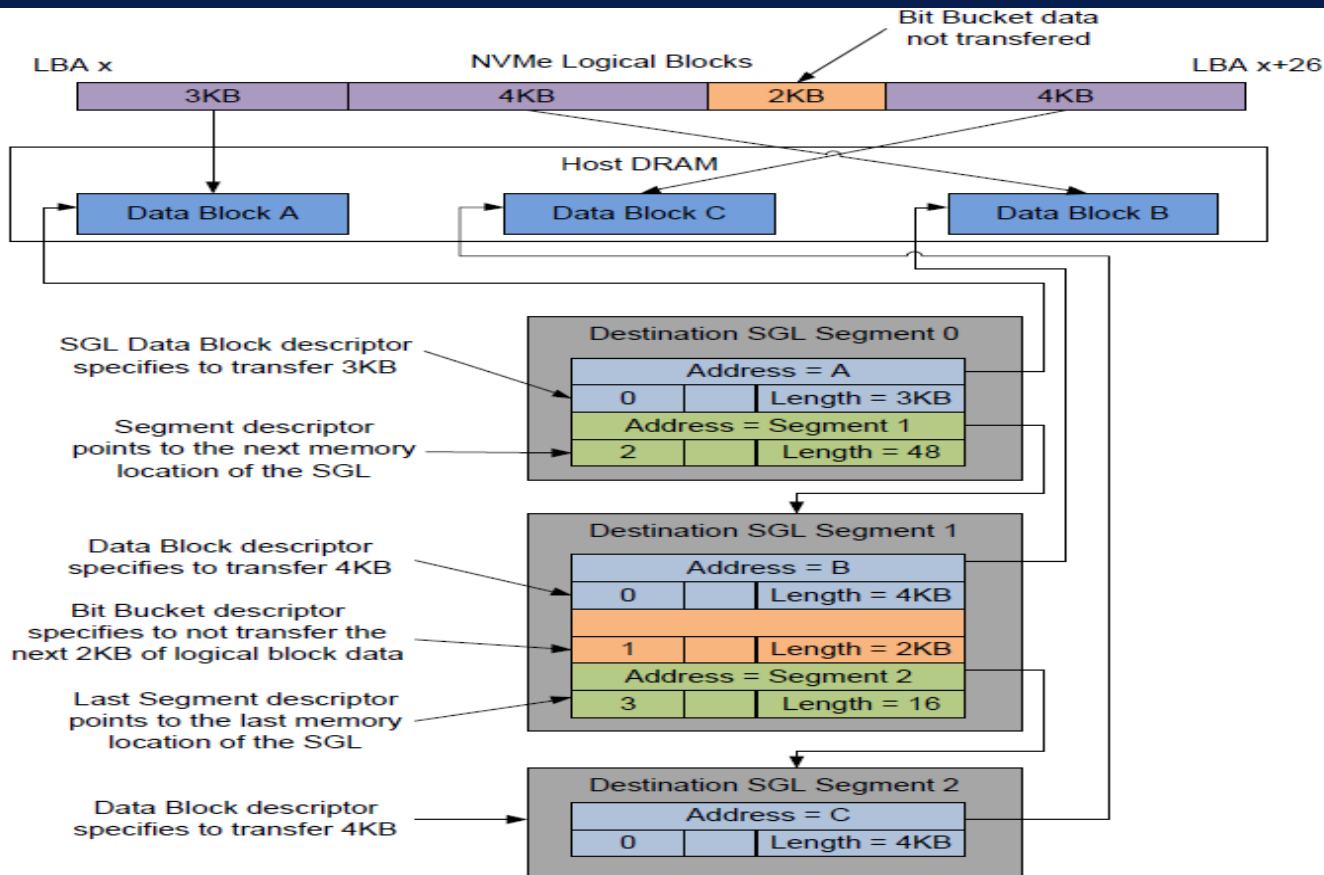 Bit Bucket data
not transfered
LBA x
NVMe Logical Blocks
LBA x+26
3KB
4KB
2KB
4KB
Host DRAM
Data Block A
Data Block C
Data Block B
Destination SGL Segment 0
SGL Data Block descriptor
specifies to transfer 3KB
Address = A
0
Length = 3KB
Segment descriptor
points to the next memory
location of the SGL
Address = Segment 1
2
Length = 48
Destination SGL Segment 1
Data Block descriptor
specifies to transfer 4KB
Address = B
0
Length = 4KB
Bit Bucket descriptor
specifies to not transfer the
next 2KB of logical block data
1
Length = 2KB
Address = Segment 2
Last Segment descriptor
points to the last memory
location of the SGL
3
Length = 16
Destination SGL Segment 2
Data Block descriptor
specifies to transfer 4KB
Address = C
0
Length = 4KB